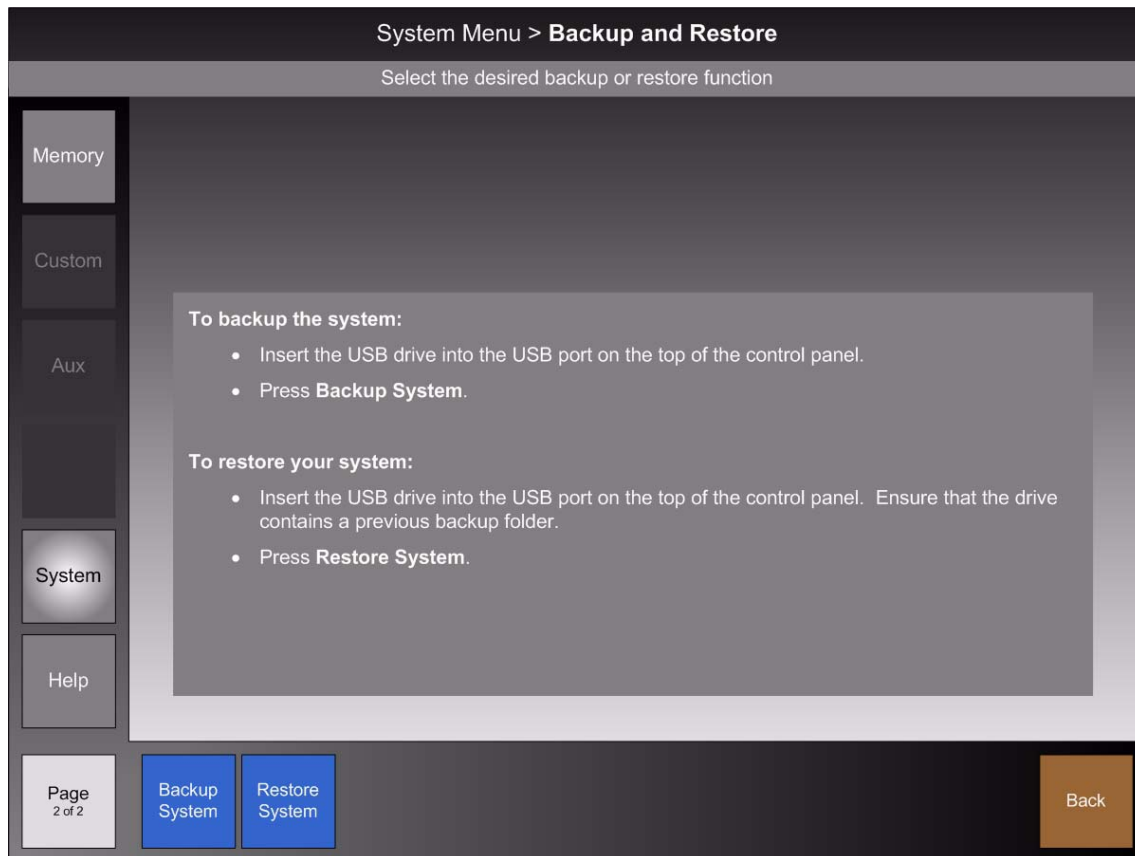 System Menu > Backup and Restore
Select the desired backup or restore function
Memory
Custom
Aux
System
Help
To backup the system:
• Insert the USB drive into the USB port on the top of the control panel.
• Press Backup System.
To restore your system:
• Insert the USB drive into the USB port on the top of the control panel.  Ensure that the drive
contains a previous backup folder.
• Press Restore System.
Page
2 of 2
Backup
System
Restore
System
Back